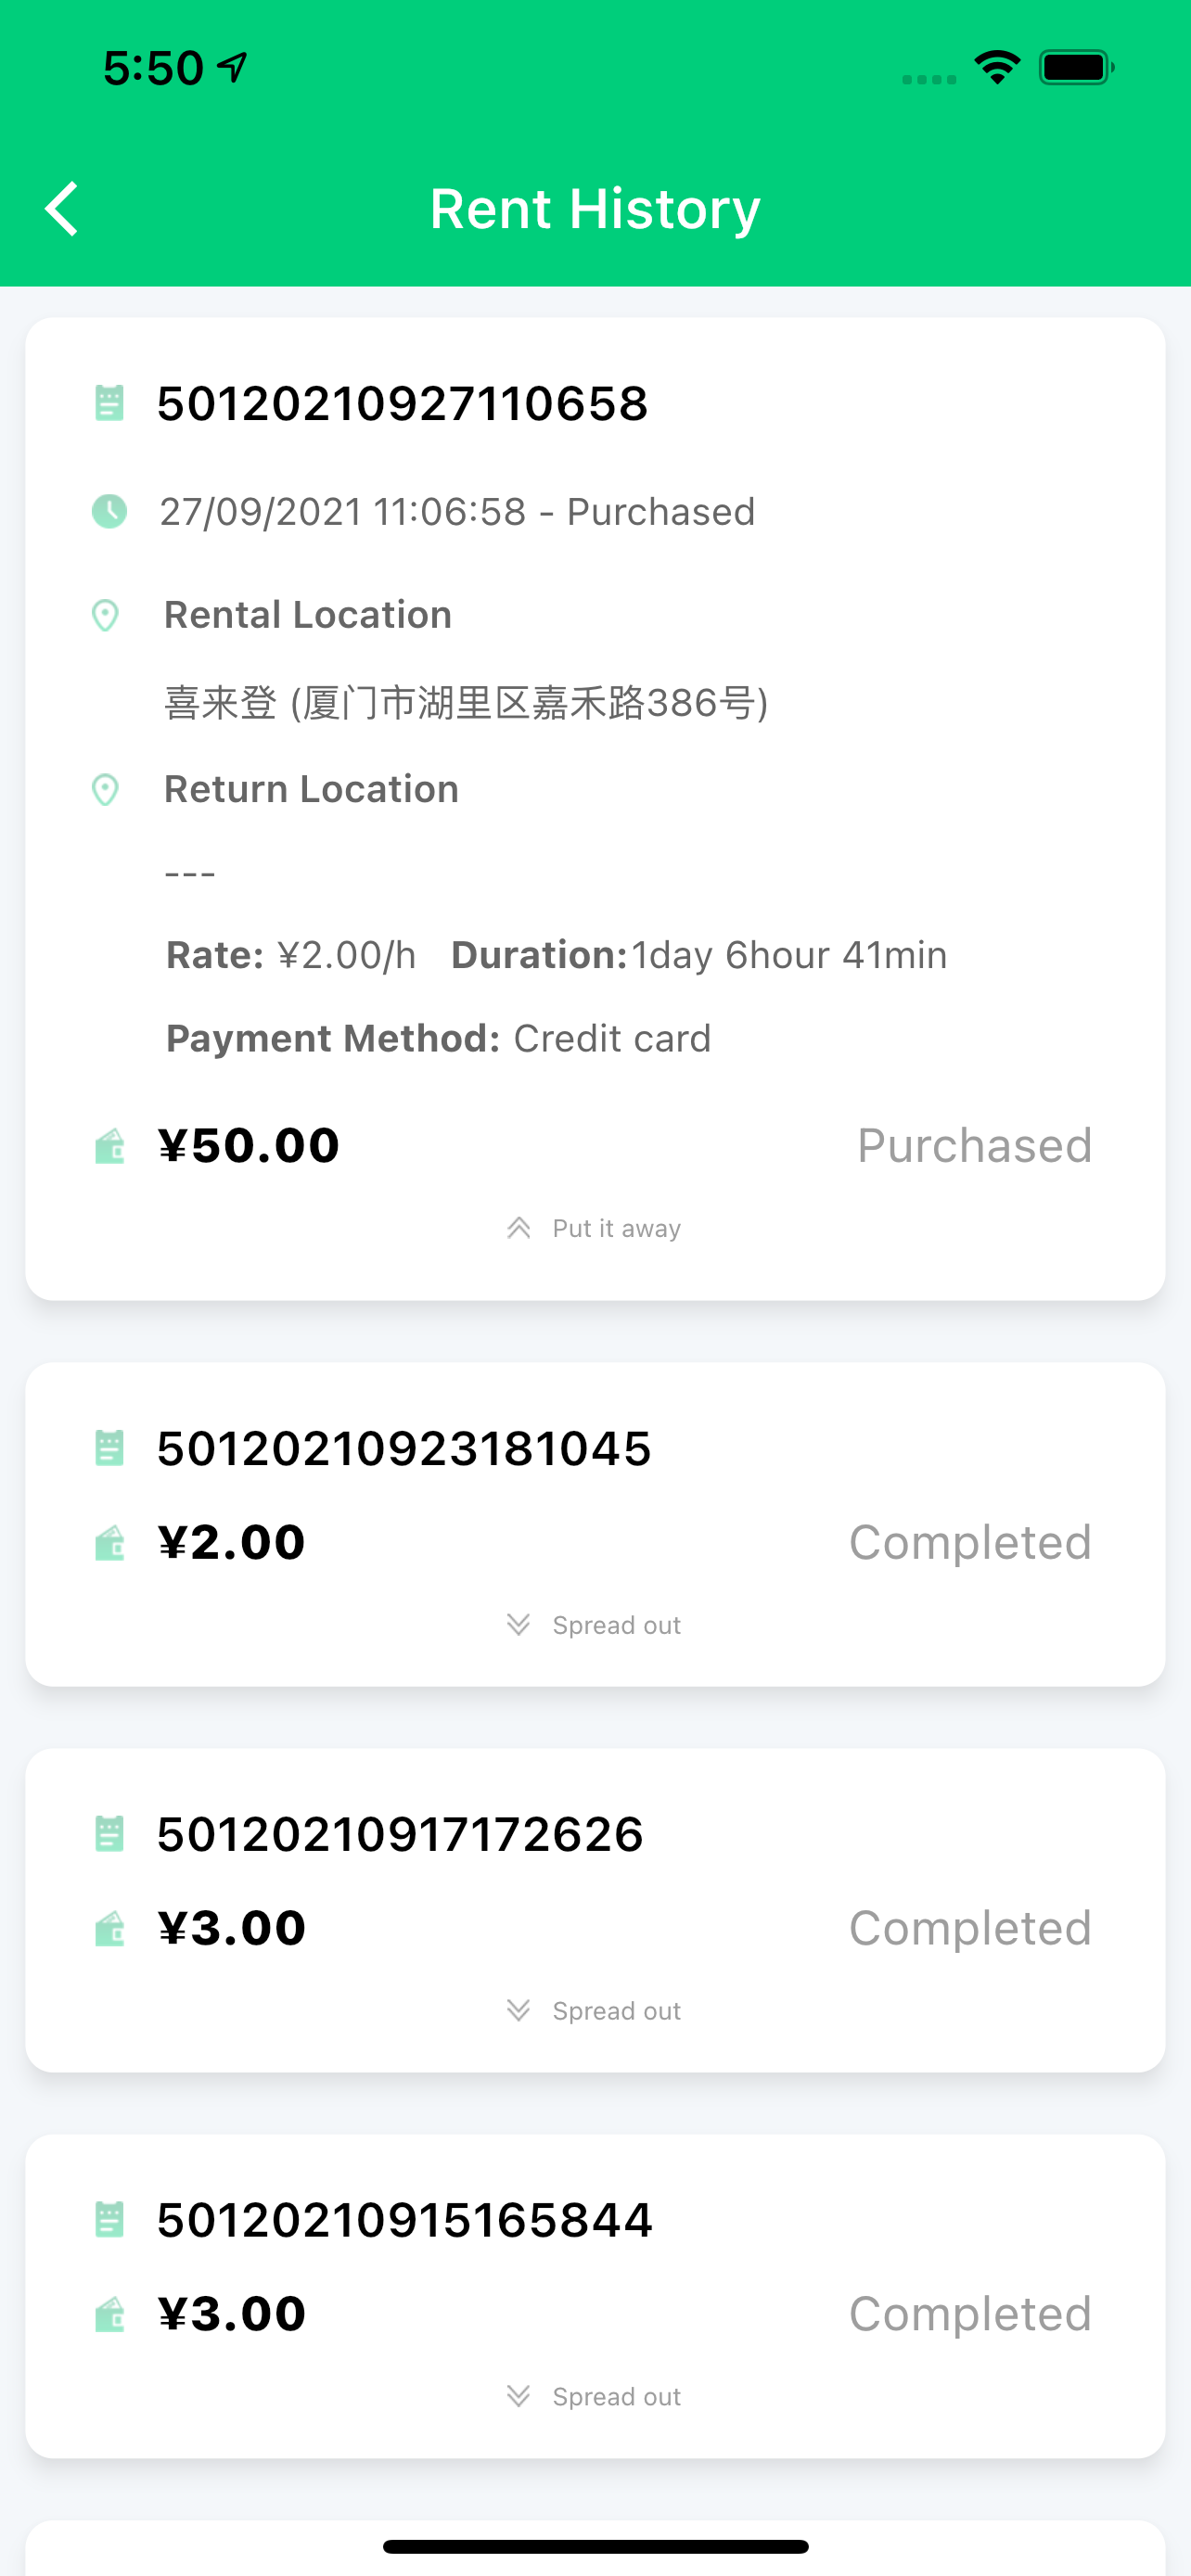 5:50
Rent History
50120210927110658
27/09/2021 11:06:58 - Purchased
Rental Location
喜来登 (厦门市湖里区嘉禾路386号)
Return Location
---
Rate: ¥2.00/h Duration:1day 6hour 41min
Payment Method: Credit card
¥50.00 Purchased
Put it away
50120210923181045
¥2.00 Completed
Spread out
50120210917172626
¥3.00 Completed
Spread out
50120210915165844
¥3.00 Completed
Spread out